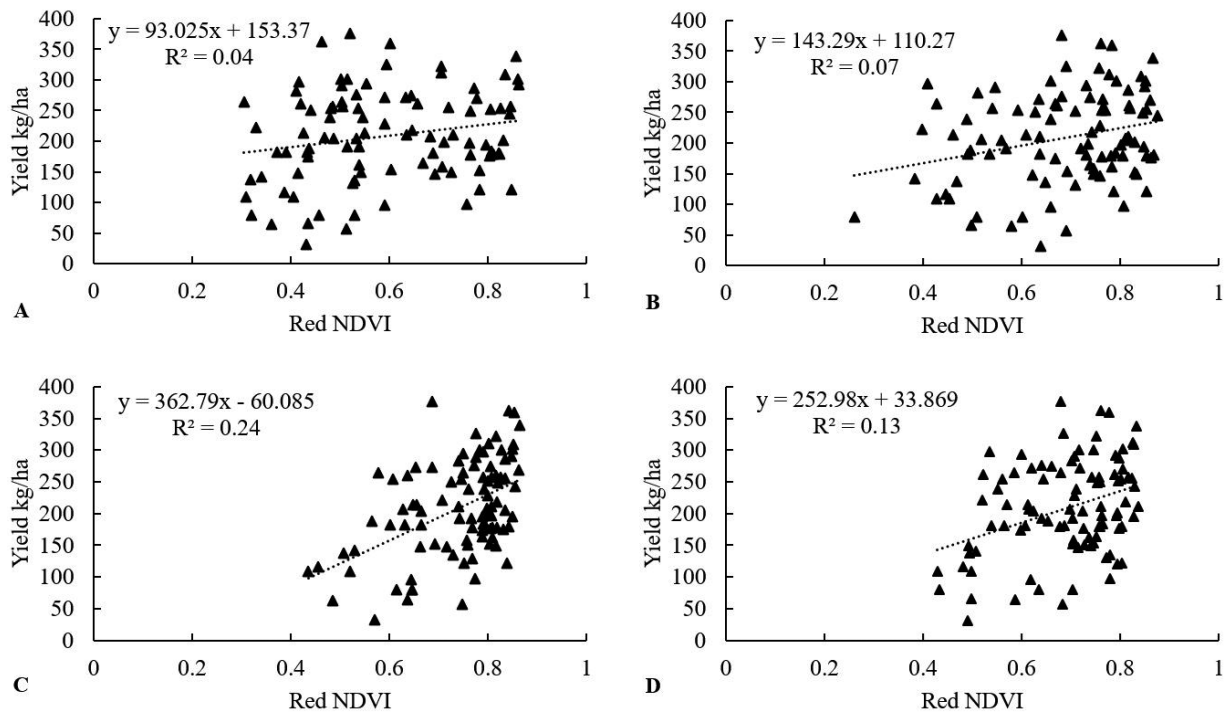 y = 93.025x + 153.37
R² = 0.04
400
350
300
250
200
150
100
50
0
Yield kg/ha
0 0.2 0.4 0.6 0.8 1
A
Red NDVI
y = 143.29x + 110.27
R² = 0.07
400
350
300
250
200
150
100
50
0
Yield kg/ha
0 0.2 0.4 0.6 0.8 1
B
Red NDVI
y = 362.79x - 60.085
R² = 0.24
400
350
300
250
200
150
100
50
0
Yield kg/ha
0 0.2 0.4 0.6 0.8 1
C
Red NDVI
y = 252.98x + 33.869
R² = 0.13
400
350
300
250
200
150
100
50
0
Yield kg/ha
0 0.2 0.4 0.6 0.8 1
D
Red NDVI